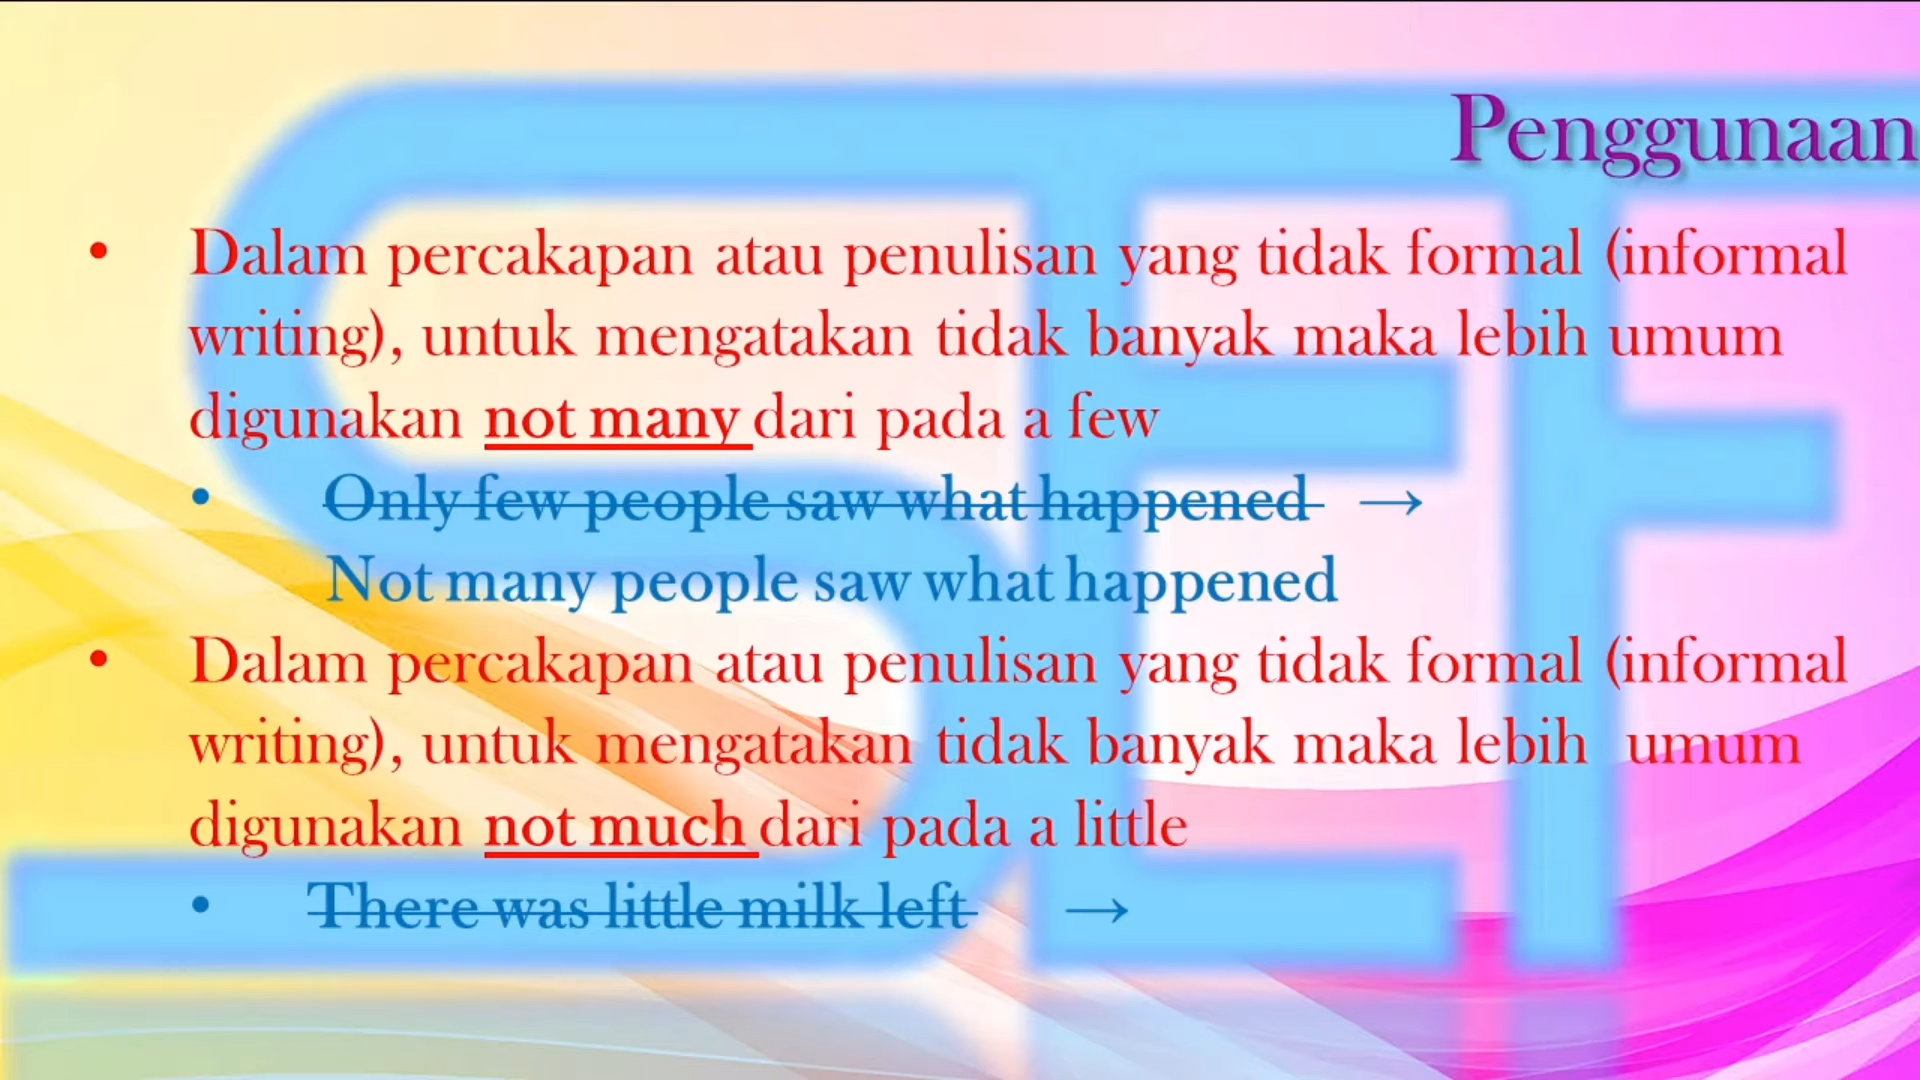 Penggunaan
• Dalam percakapan atau penulisan yang tidak formal (informal
writing), untuk mengatakan tidak banyak maka lebih umum
digunakan not many dari pada a few
• Only few people saw what happened →
Not many people saw what happened
• Dalam percakapan atau penulisan yang tidak formal (informal
writing), untuk mengatakan tidak banyak maka lebih umum
digunakan not much dari pada a little
• There was little milk left →
SEF